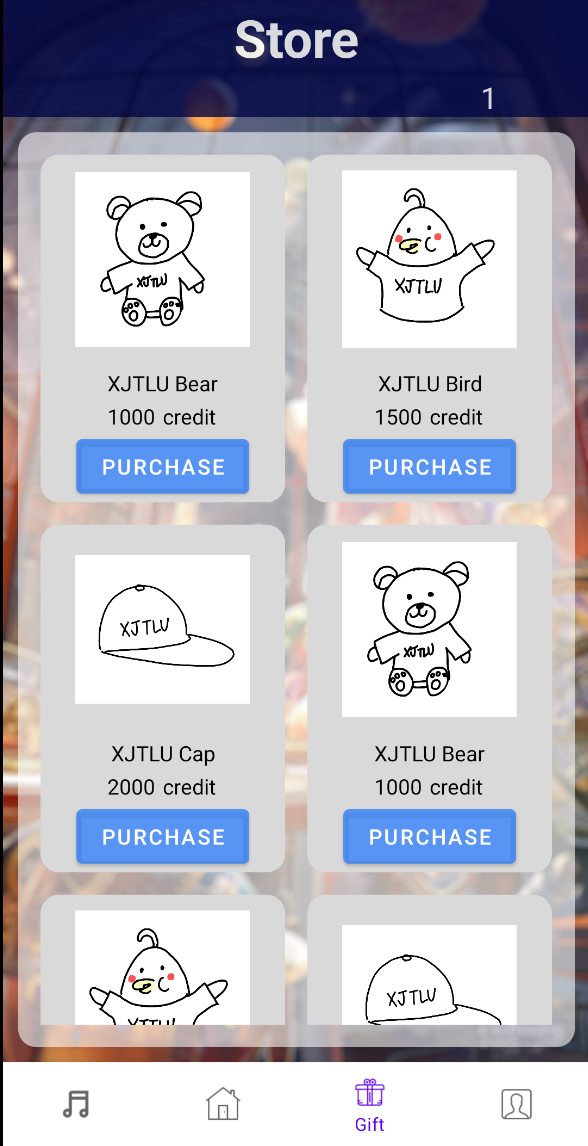 Store
1
XJTLU
XJTLU
XJTLU Bear
XJTLU Bird
1000 credit
1500 credit
PURCHASE
PURCHASE
XJTLU
XJTLU
XJTLU Cap
XJTLU Bear
2000 credit
1000 credit
PURCHASE
PURCHASE
XJTLU
XJTLU
Gift